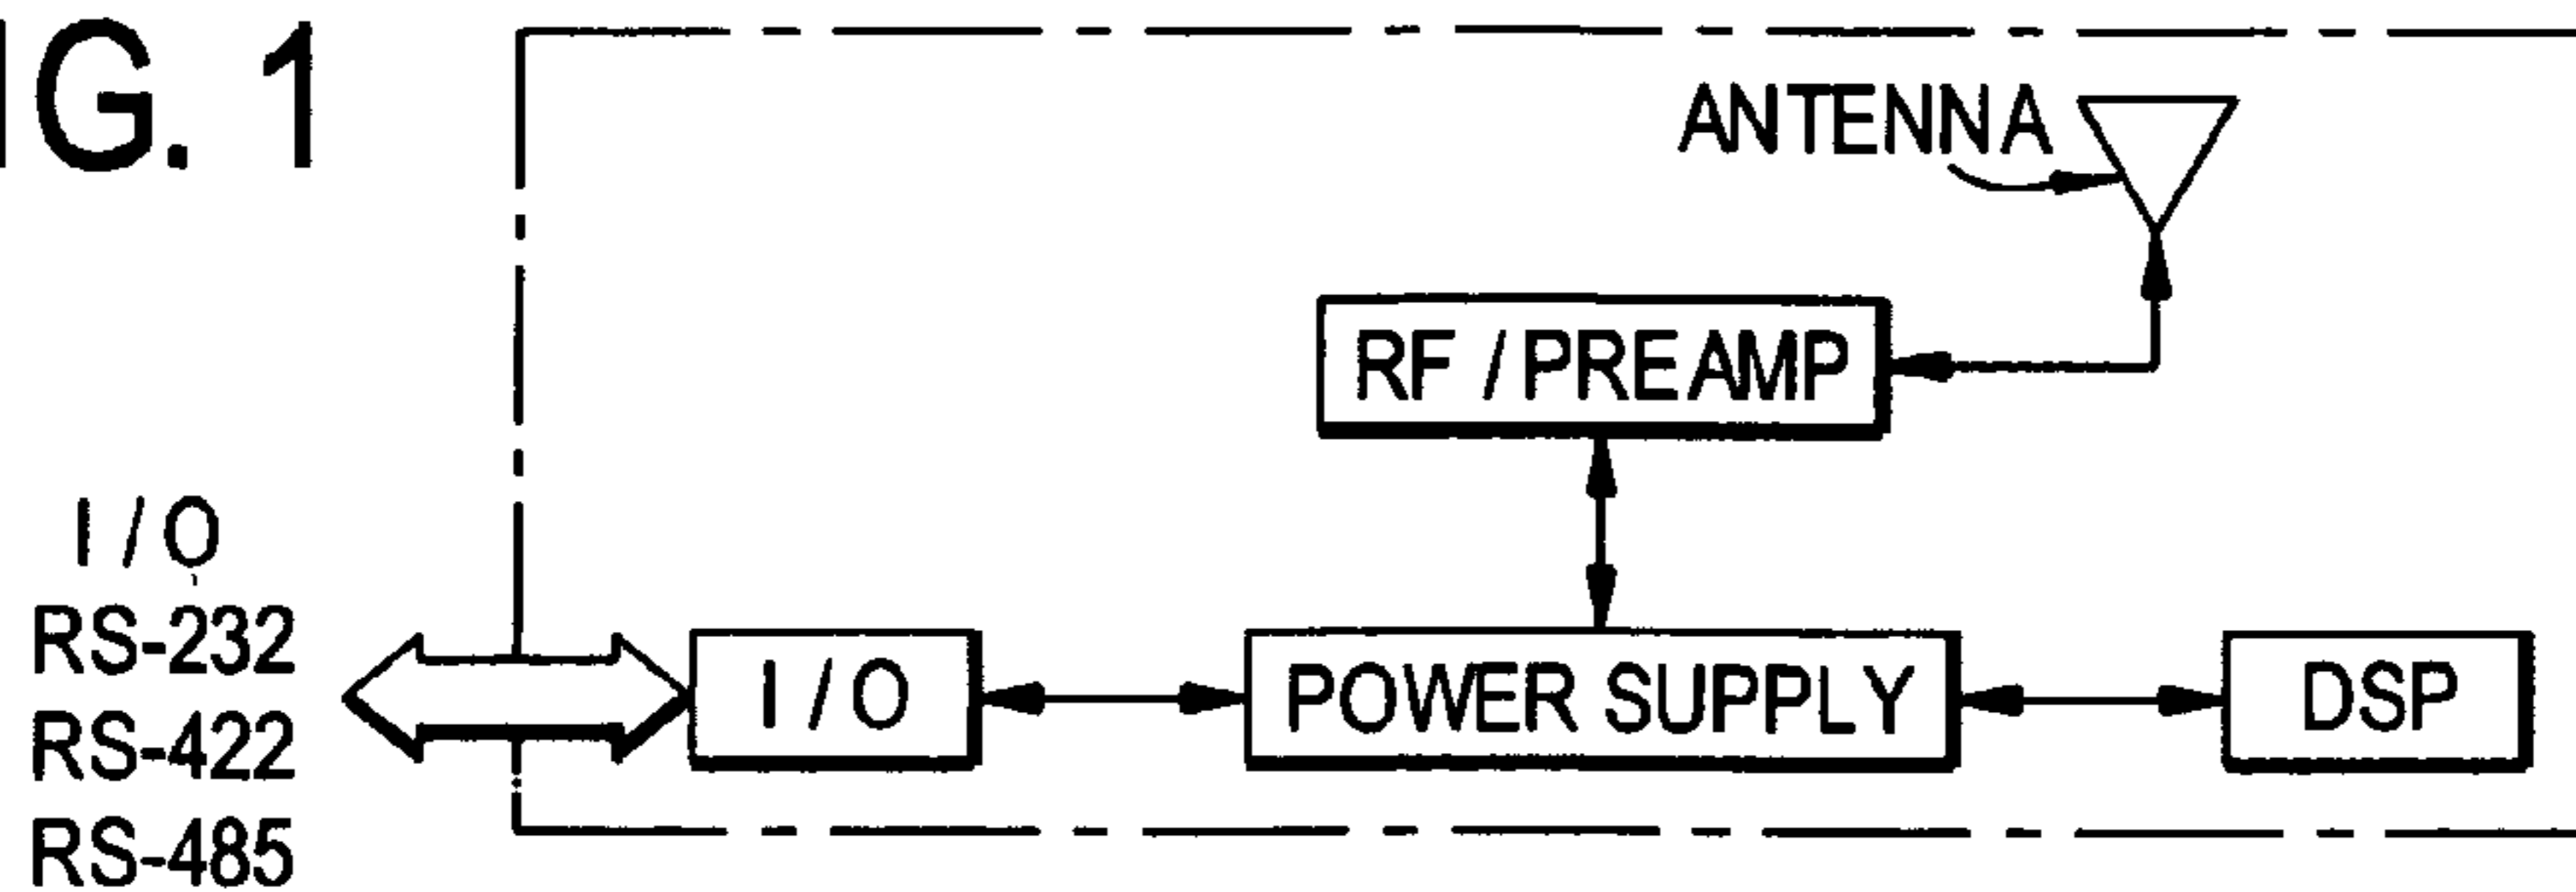 IG. 1
ANTENNA
RF / PREAMP
I / O
RS-232
RS-422
RS-485
I / O
POWER SUPPLY
DSP